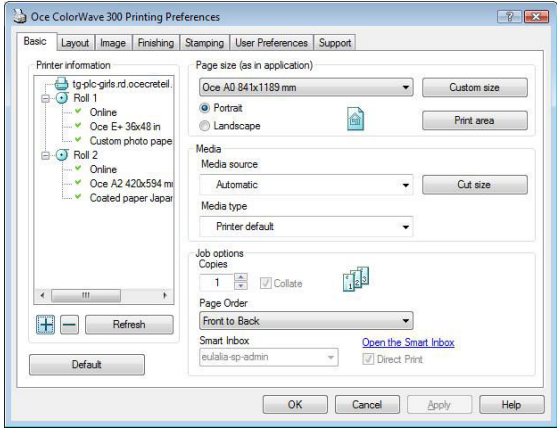 Oce ColorWave 300 Printing Preferences
Basic Layout Image Finishing Stamping User Preferences Support
Printer information
tg-plc-girls.rd.ocecreteil.
Roll 1
Online
Oce E+ 36x48 in
Custom photo pape
Roll 2
Online
Oce A2 420x594 m
Coated paper Japar
Refresh
Default
Page size (as in application)
Oce A0 841x1189 mm
Custom size
Portrait
Landscape
Print area
Media
Media source
Automatic
Cut size
Media type
Printer default
Job options
Copies
1
Collate
1 2 3
Page Order
Front to Back
Smart Inbox
Open the Smart Inbox
eulalia-sp-admin
Direct Print
OK Cancel Apply Help